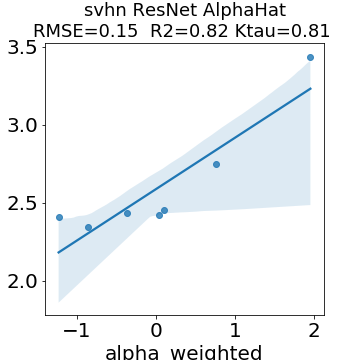 svhn ResNet AlphaHat
RMSE=0.15  R2=0.82 Ktau=0.81
3.5
3.0
2.5
2.0
−1 0 1 2
alpha_weighted